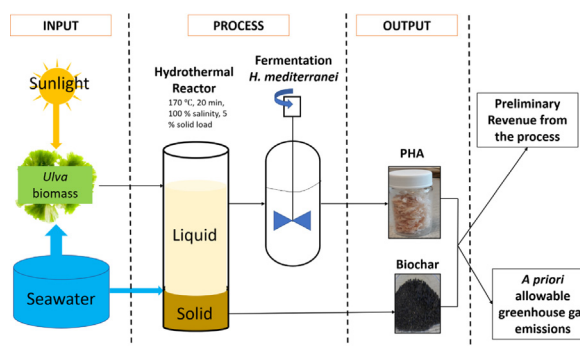 INPUT
PROCESS
OUTPUT
Sunlight
Ulva
biomass
Seawater
Hydrothermal
Reactor
170 °C, 20 min,
100 % salinity, 5
% solid load
Liquid
Solid
Fermentation
H. mediterranei
PHA
Biochar
Preliminary
Revenue from
the process
A priori
allowable
greenhouse ga
emissions